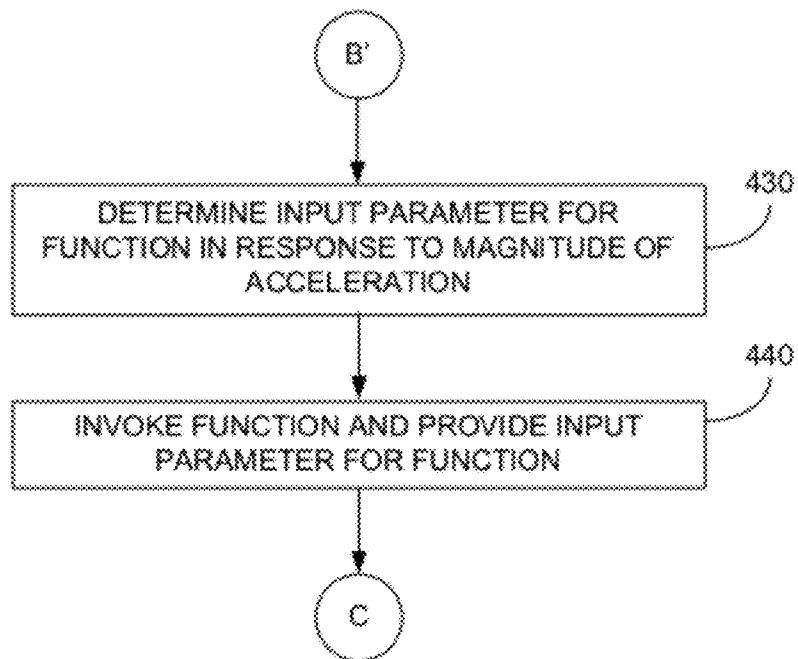 B'
DETERMINE INPUT PARAMETER FOR
FUNCTION IN RESPONSE TO MAGNITUDE OF
ACCELERATION
430
INVOKE FUNCTION AND PROVIDE INPUT
PARAMETER FOR FUNCTION
440
C